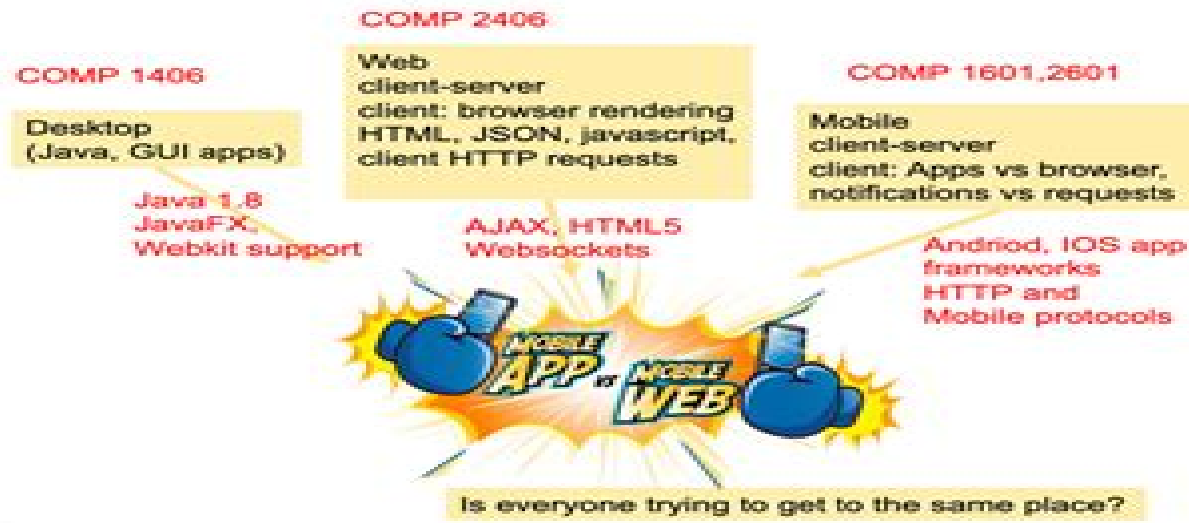 COMP 2406
COMP 1406
COMP 1601,2601
Desktop
(Java, GUI apps)
Web
client-server
client: browser rendering
HTML, JSON, javascript,
client HTTP requests
Mobile
client-server
client: Apps vs browser,
notifications vs requests
Java 1.8
JavaFX,
Webkit support
AJAX, HTML5
Websockets
Andriod, IOS app
frameworks
HTTP and
Mobile protocols
MOBILE
APP vs MOBILE
WEB
Is everyone trying to get to the same place?